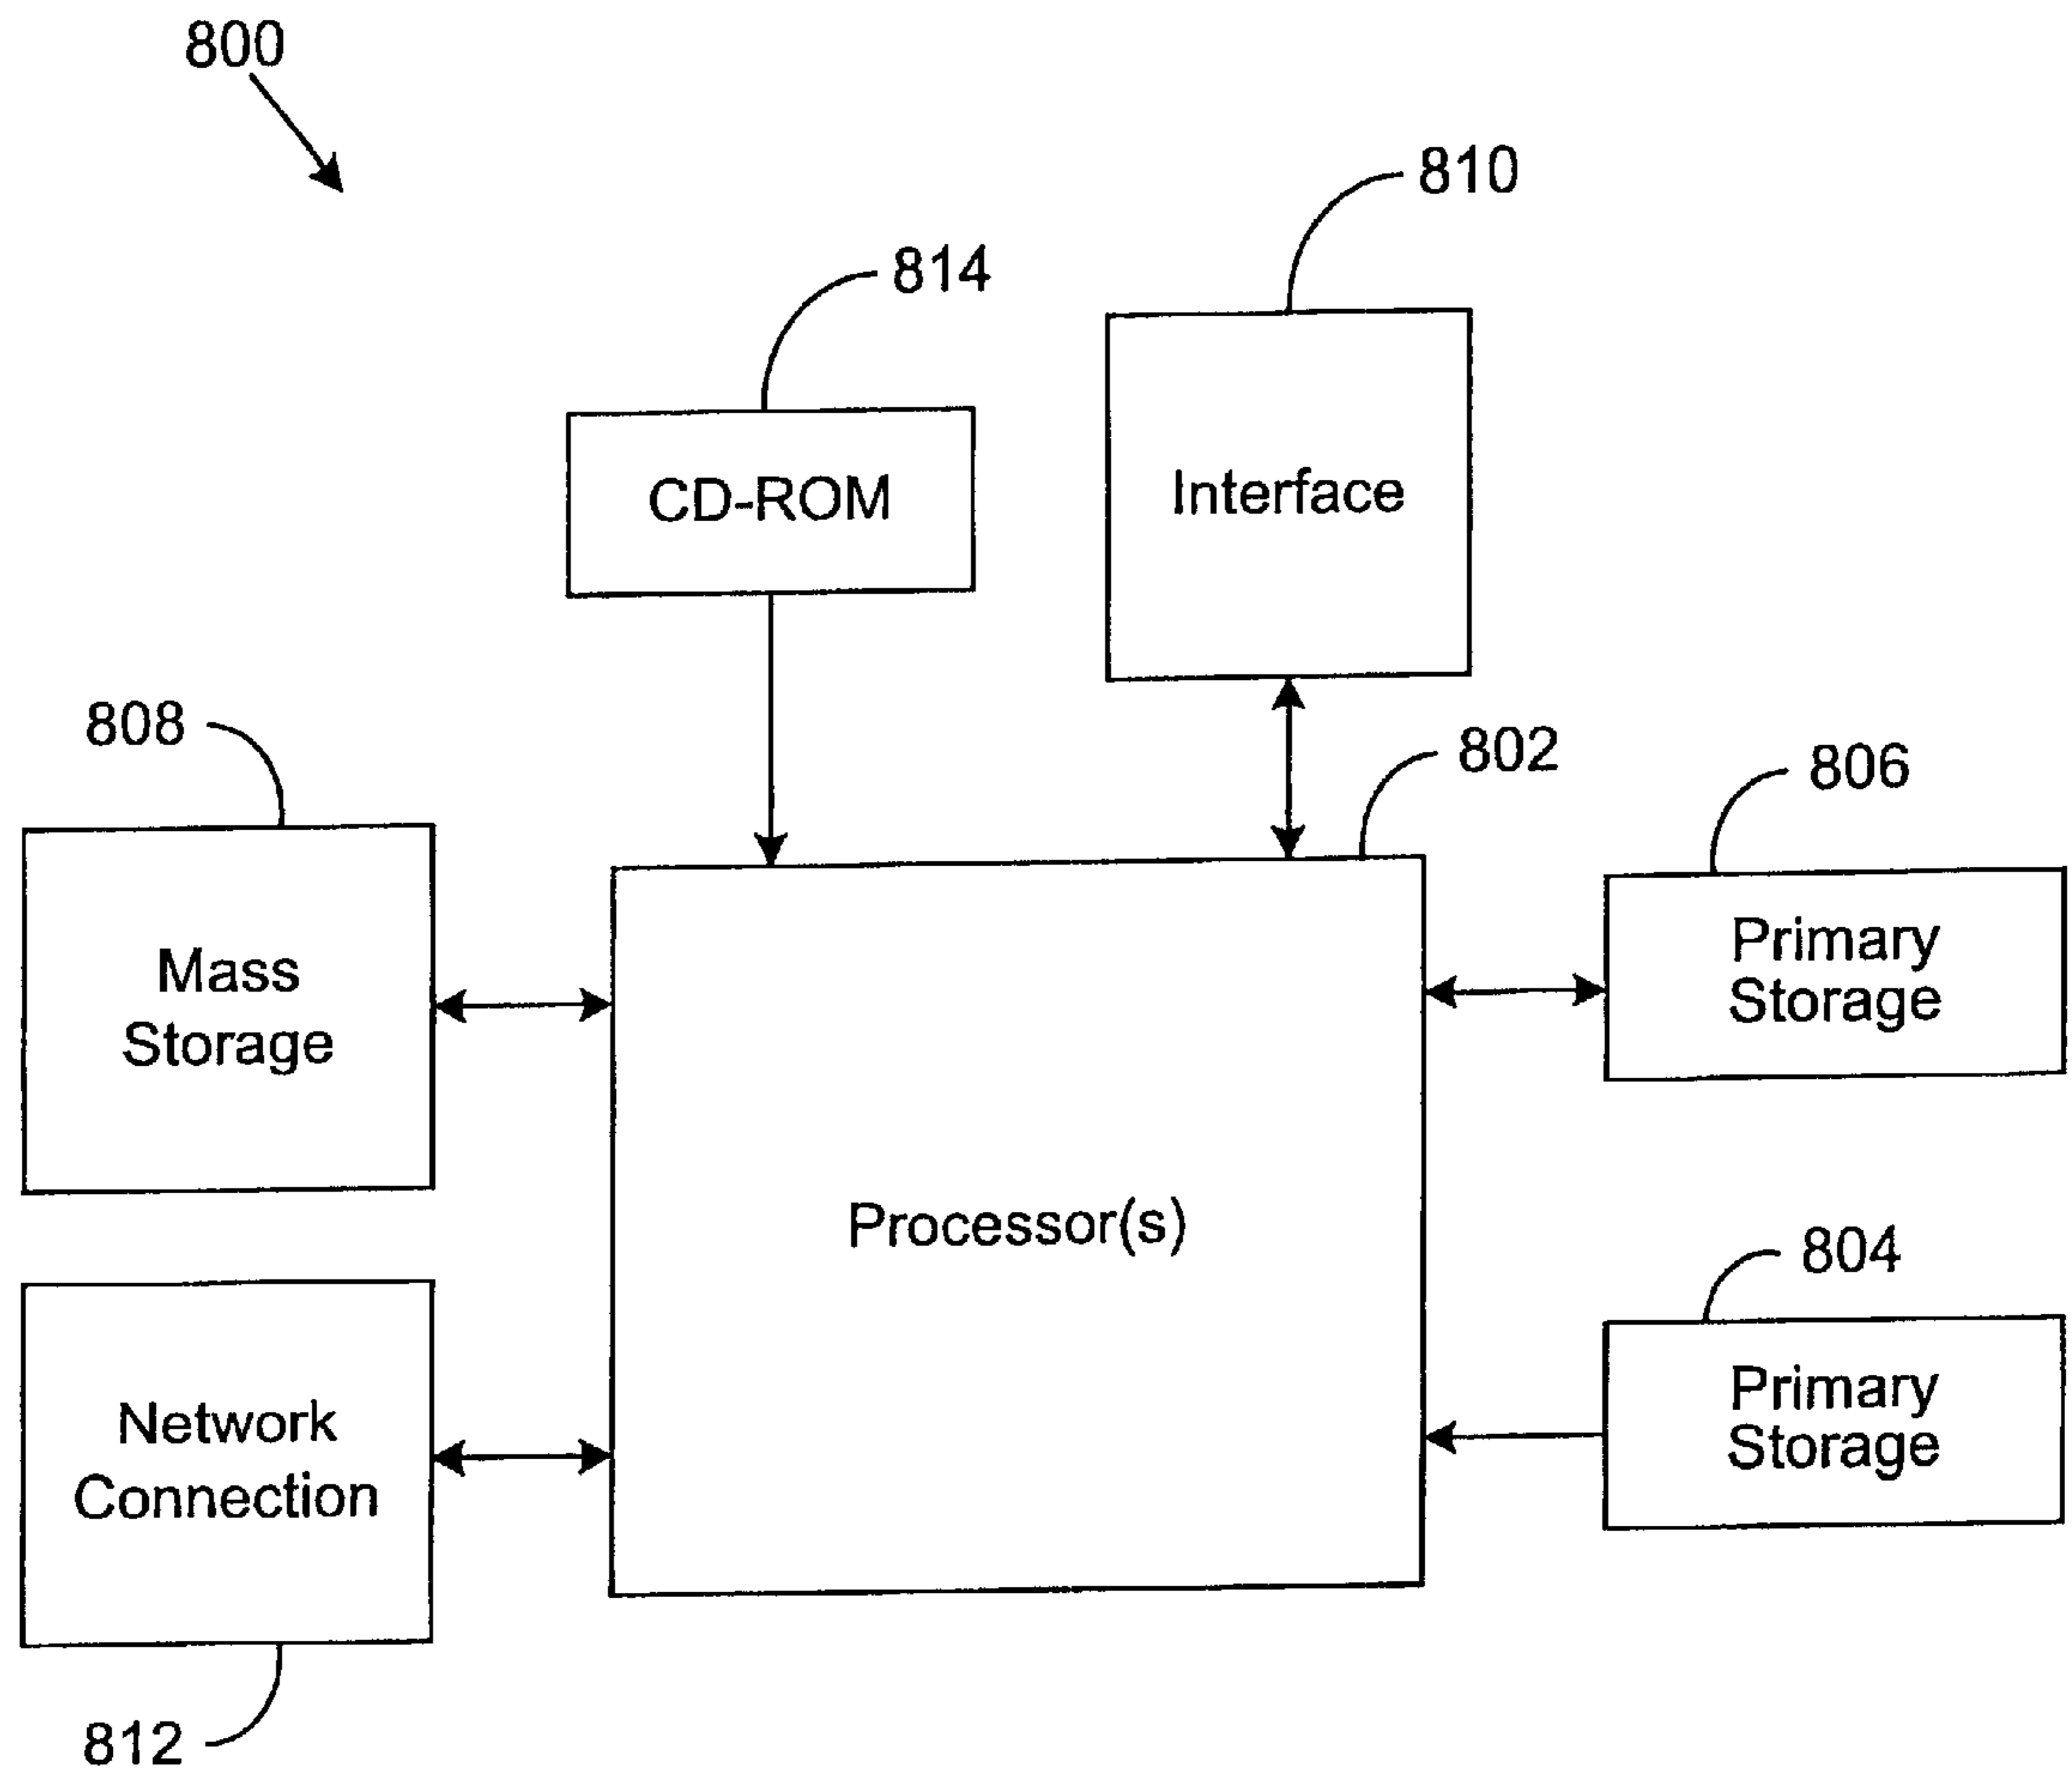 800
810
814
CD-ROM
Interface
808
802
806
Mass
Storage
Primary
Storage
Processor(s)
804
Primary
Storage
Network
Connection
812